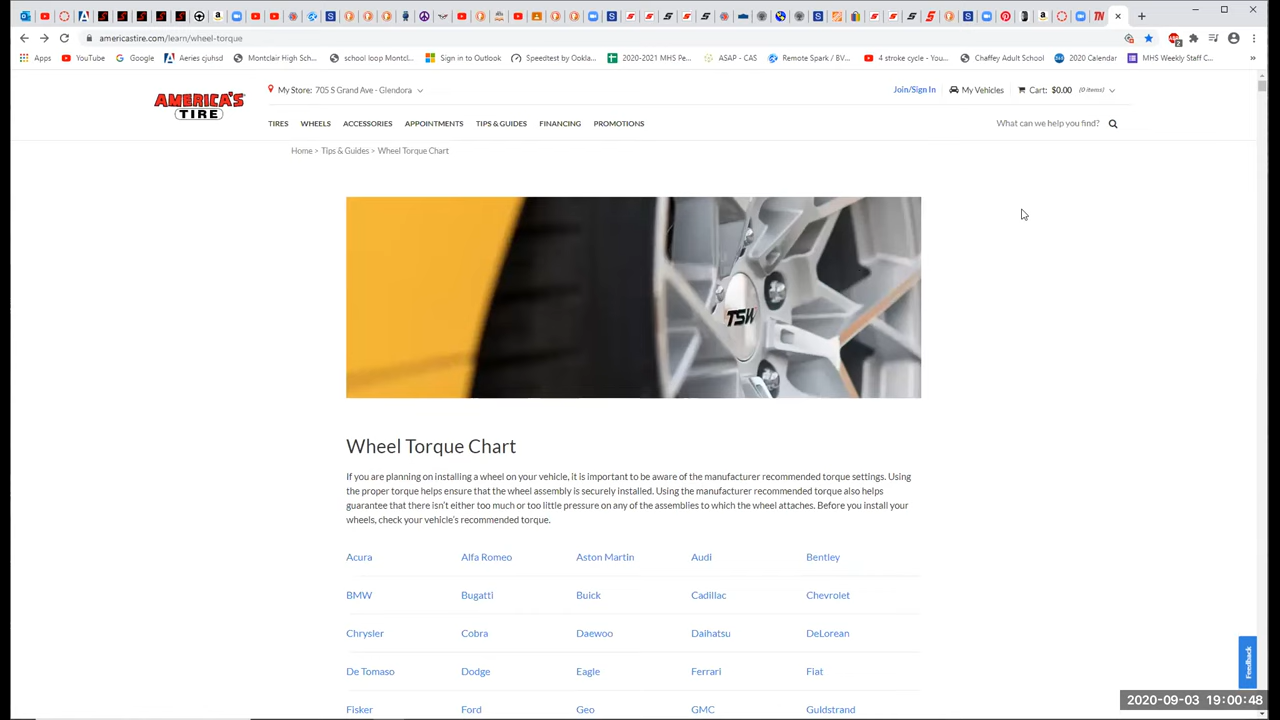 TN
americastire.com/learn/wheel-torque
2
Apps YouTube Google Aeries cjuhsd Montclair High Sch... school loop Montcl... Sign in to Outlook Speedtest by Ookla... 2020-2021 MHS Pe... ASAP - CAS Remote Spark / BV... 4 stroke cycle - You... Chaffey Adult School 2020 Calendar MHS Weekly Staff C... »
AMERICA'S
TIRE
My Store: 705 S Grand Ave - Glendora
Join/Sign In My Vehicles Cart: $0.00 (0 items)
TIRES WHEELS ACCESSORIES APPOINTMENTS TIPS & GUIDES FINANCING PROMOTIONS
What can we help you find?
Home > Tips & Guides > Wheel Torque Chart
TSW
Wheel Torque Chart
If you are planning on installing a wheel on your vehicle, it is important to be aware of the manufacturer recommended torque settings. Using
the proper torque helps ensure that the wheel assembly is securely installed. Using the manufacturer recommended torque also helps
guarantee that there isn't either too much or too little pressure on any of the assemblies to which the wheel attaches. Before you install your
wheels, check your vehicle's recommended torque.
Acura Alfa Romeo Aston Martin Audi Bentley
BMW Bugatti Buick Cadillac Chevrolet
Chrysler Cobra Daewoo Daihatsu DeLorean
De Tomaso Dodge Eagle Ferrari Fiat
Fisker Ford Geo GMC Guldstrand
Feedback
2020-09-03 19:00:48